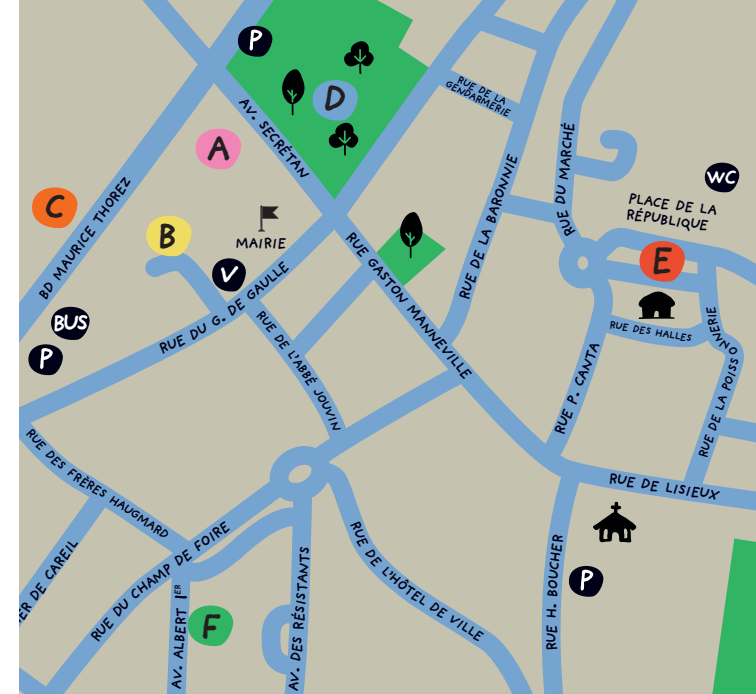 P
D
AV. SECRÉTAN
RUE DE LA
GENDARMERIE
A
RUE DU MARCHÉ
WC
BD MAURICE THOREZ
C
B
MAIRIE
V
PLACE DE LA
RÉPUBLIQUE
RUE DE LA BARONNIE
E
BUS
P
RUE DU G. DE GAULLE
RUE GASTON MANNEVILLE
RUE DE L'ABBÉ JOUVIN
RUE DES HALLES
RUE DE LA POISSONNERIE
RUE P. CANTA
RUE DES FRÈRES HAUGMARD
RUE DE LISIEUX
ER DE CAREIL
RUE DU CHAMP DE FOIRE
AV. ALBERT IER
F
AV. DES RÉSISTANTS
RUE DE L'HÔTEL DE VILLE
RUE H. BOUCHER
P